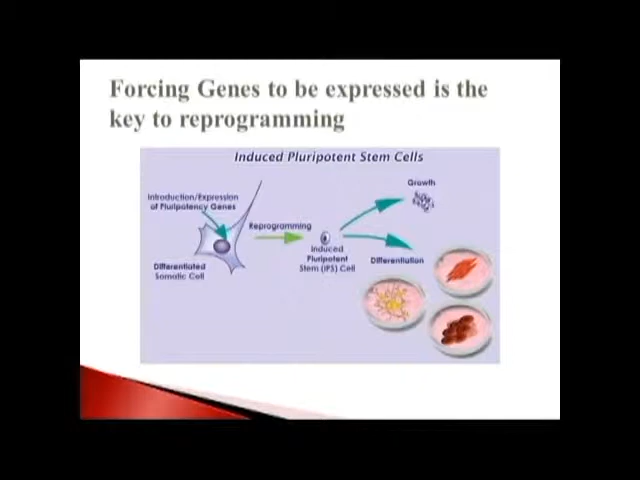 Forcing Genes to be expressed is the
key to reprogramming
Induced Pluripotent Stem Cells
Introduction/Expression
of Pluripotency Genes
Differentiated
Somatic Cell
Reprogramming
Induced
Pluripotent
Stem (iPS) Cell
Growth
Differentiation